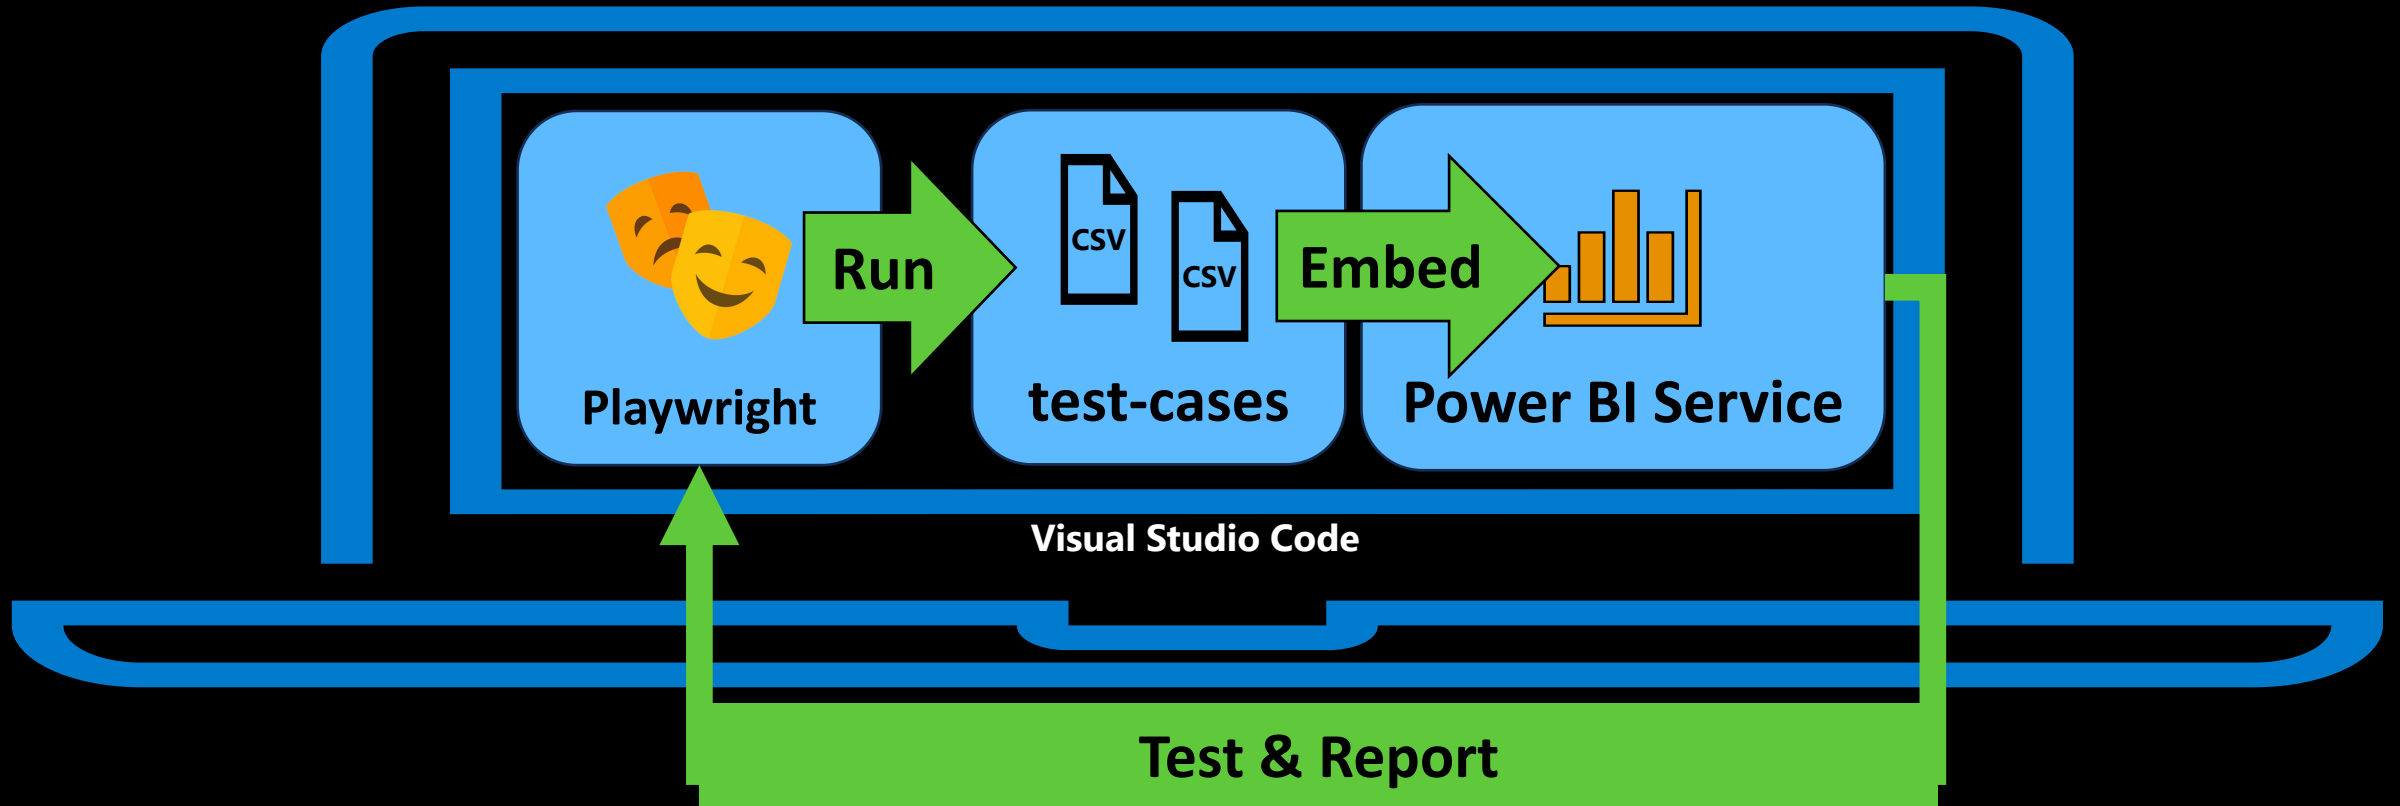 CSV
CSV
Run
Embed
Playwright
test-cases
Power BI Service
Visual Studio Code
Test & Report